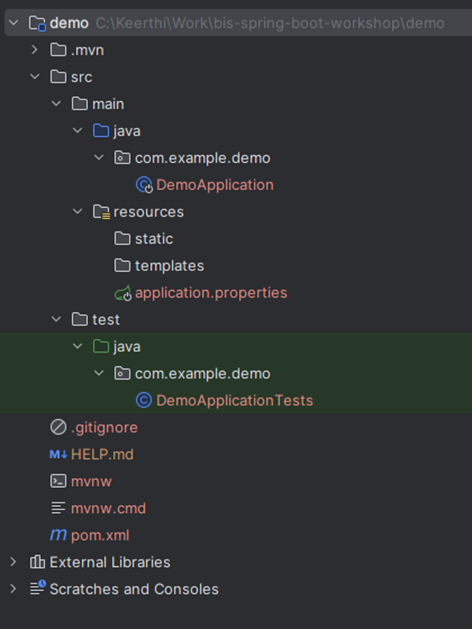 demo C:\Keerthi\Work\bis-spring-boot-workshop\demo
.mvn
src
main
java
com.example.demo
DemoApplication
resources
static
templates
application.properties
test
java
com.example.demo
DemoApplicationTests
.gitignore
M↓ HELP.md
mvnw
mvnw.cmd
m pom.xml
External Libraries
Scratches and Consoles